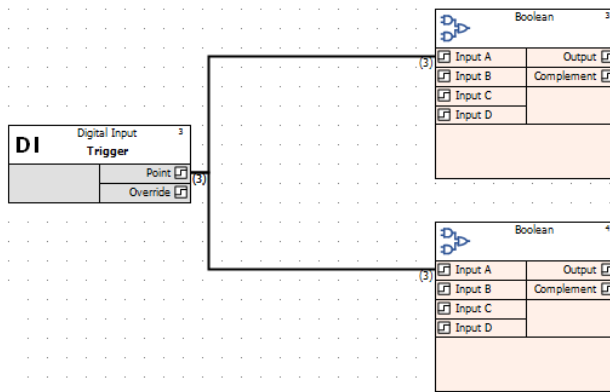 Boolean 3
(3) Input A Output
Input B Complement
Input C
Input D
Digital Input 3
DI Trigger
Point (3)
Override
Boolean 4
(3) Input A Output
Input B Complement
Input C
Input D